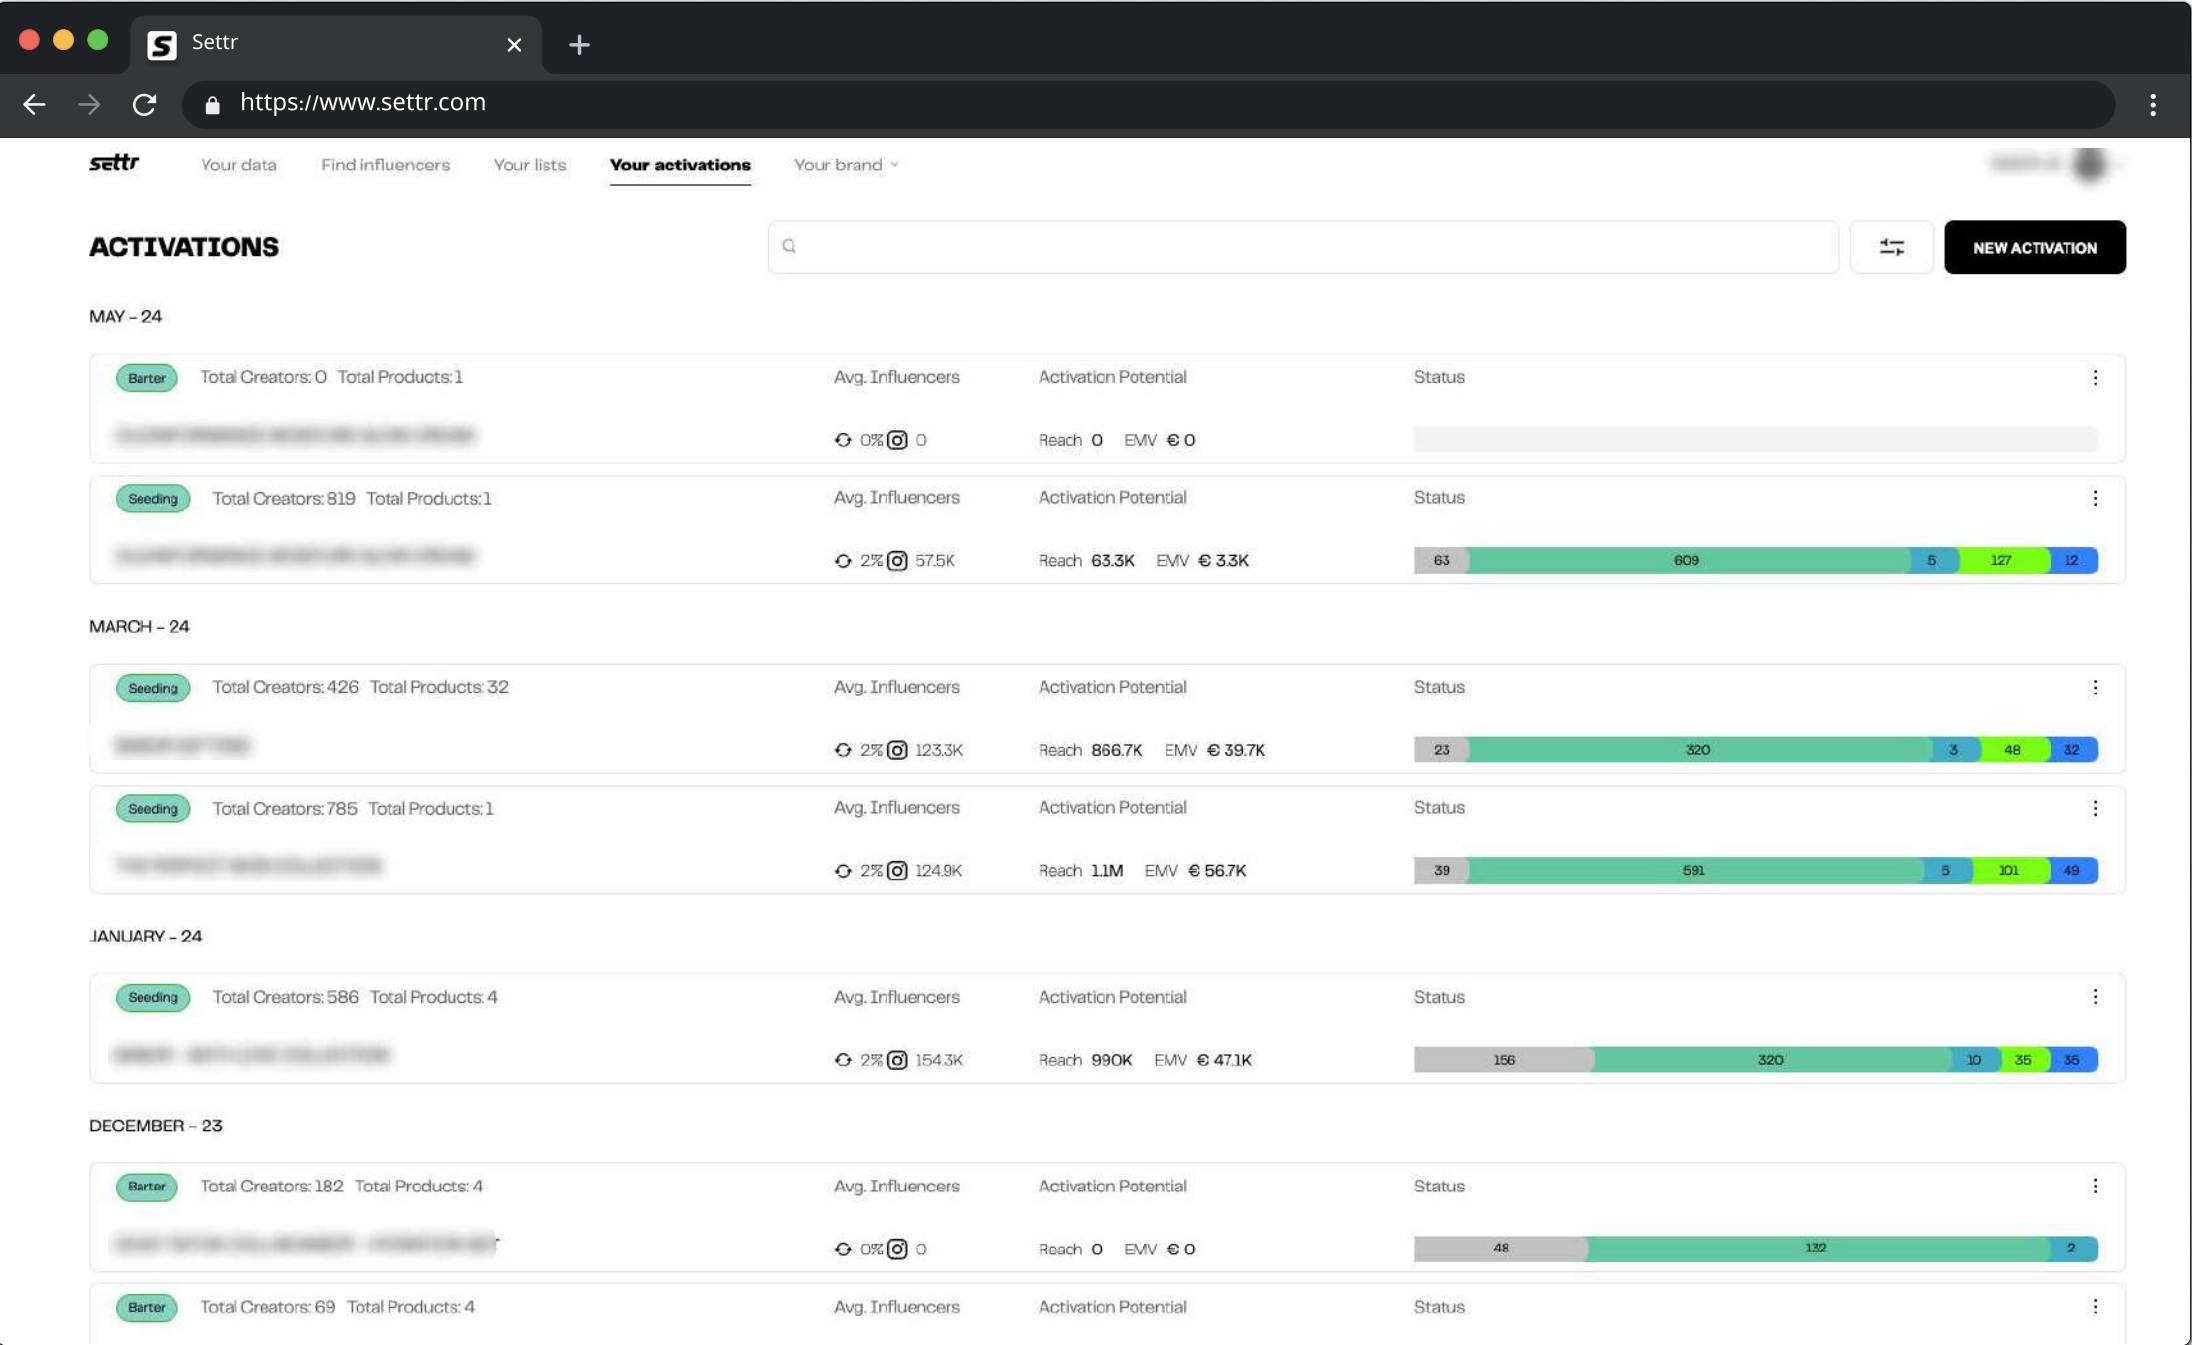 Settr
https://www.settr.com
settr Your data Find influencers Your lists Your activations Your brand
ACTIVATIONS NEW ACTIVATION
MAY - 24
Barter Total Creators: 0 Total Products: 1 Avg. Influencers Activation Potential Status
0% 0 Reach 0 EMV € 0
Seeding Total Creators: 819 Total Products: 1 Avg. Influencers Activation Potential Status
2% 57.5K Reach 63.3K EMV € 3.3K 63 609 5 127 12
MARCH - 24
Seeding Total Creators: 426 Total Products: 32 Avg. Influencers Activation Potential Status
2% 123.3K Reach 866.7K EMV € 39.7K 23 320 3 48 32
Seeding Total Creators: 785 Total Products: 1 Avg. Influencers Activation Potential Status
2% 124.9K Reach 1.1M EMV € 56.7K 39 591 5 101 49
JANUARY - 24
Seeding Total Creators: 586 Total Products: 4 Avg. Influencers Activation Potential Status
2% 154.3K Reach 990K EMV € 47.1K 156 320 10 35 35
DECEMBER - 23
Barter Total Creators: 182 Total Products: 4 Avg. Influencers Activation Potential Status
0% 0 Reach 0 EMV € 0 48 132 2
Barter Total Creators: 69 Total Products: 4 Avg. Influencers Activation Potential Status